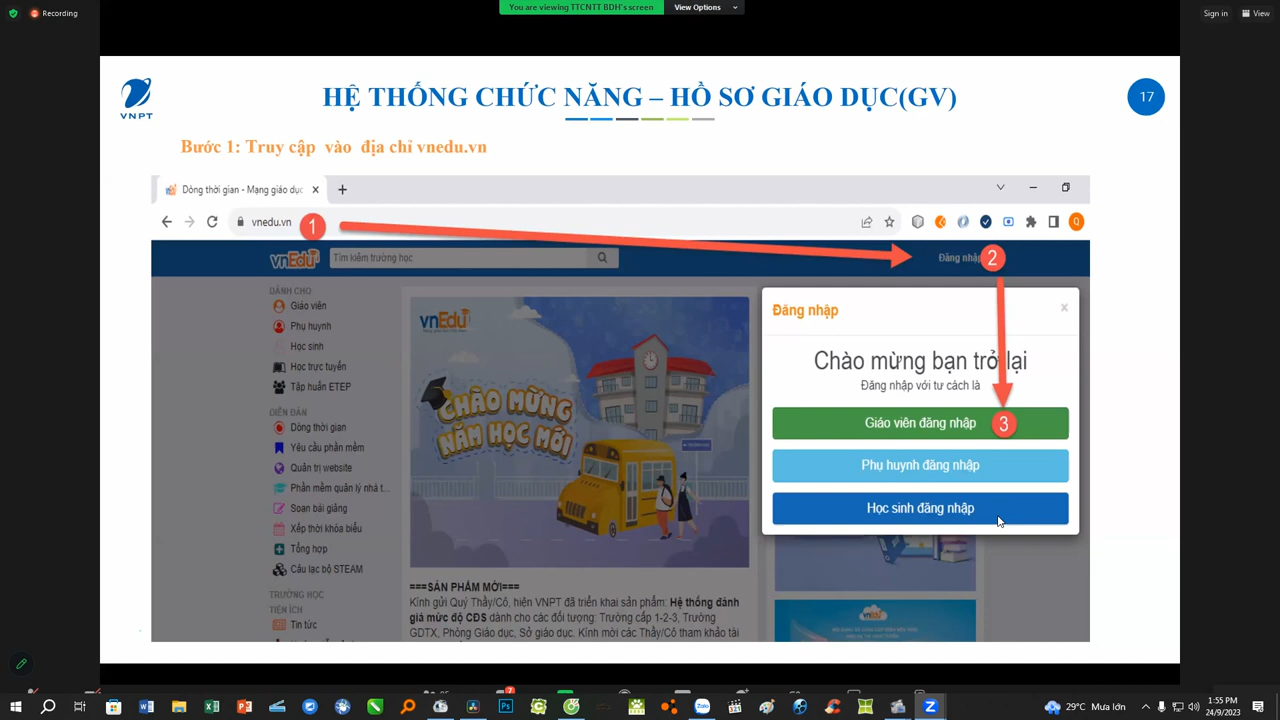 Recording
You are viewing TTCNTT BDH's screen
View Options
Sign in
View
VNPT
HỆ THỐNG CHỨC NĂNG – HỒ SƠ GIÁO DỤC(GV)
17
Bước 1: Truy cập vào địa chỉ vnedu.vn
Dòng thời gian - Mạng giáo dục
vnedu.vn
1
vnEdu
Tìm kiếm trường học
Đăng nhập
2
DÀNH CHO:
Giáo viên
Phụ huynh
Học sinh
Học trực tuyến
Tập huấn ETEP
DIỄN ĐÀN
Dòng thời gian
Yêu cầu phần mềm
Quản trị website
Phần mềm quản lý nhà t...
Soạn bài giảng
Xếp thời khóa biểu
Tổng hợp
Câu lạc bộ STEAM
TRƯỜNG HỌC
TIỆN ÍCH
Tin tức
vnEdu
CHÀO MỪNG
NĂM HỌC MỚI
===SẢN PHẨM MỚI===
Kính gửi Quý Thầy/Cô, hiện VNPT đã triển khai sản phẩm: Hệ thống đánh
giá mức độ CĐS dành cho các đối tượng: Trường cấp 1-2-3, Trường
GDTX, Phòng Giáo dục, Sở giáo dục. Kính mời các Thầy/Cô tham khảo tài
Đăng nhập
×
Chào mừng bạn trở lại
Đăng nhập với tư cách là
Giáo viên đăng nhập
3
Phụ huynh đăng nhập
Học sinh đăng nhập
vnEdu
29°C Mưa lớn
1:55 PM
24/9/2023